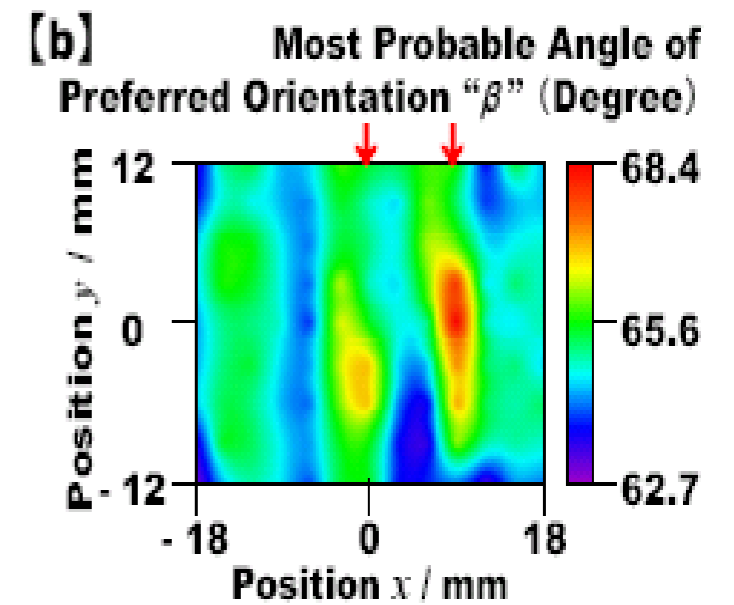 【b】
Most Probable Angle of
Preferred Orientation “β” (Degree)
Position y / mm
12
0
- 12
- 18
0
18
Position x / mm
68.4
65.6
62.7